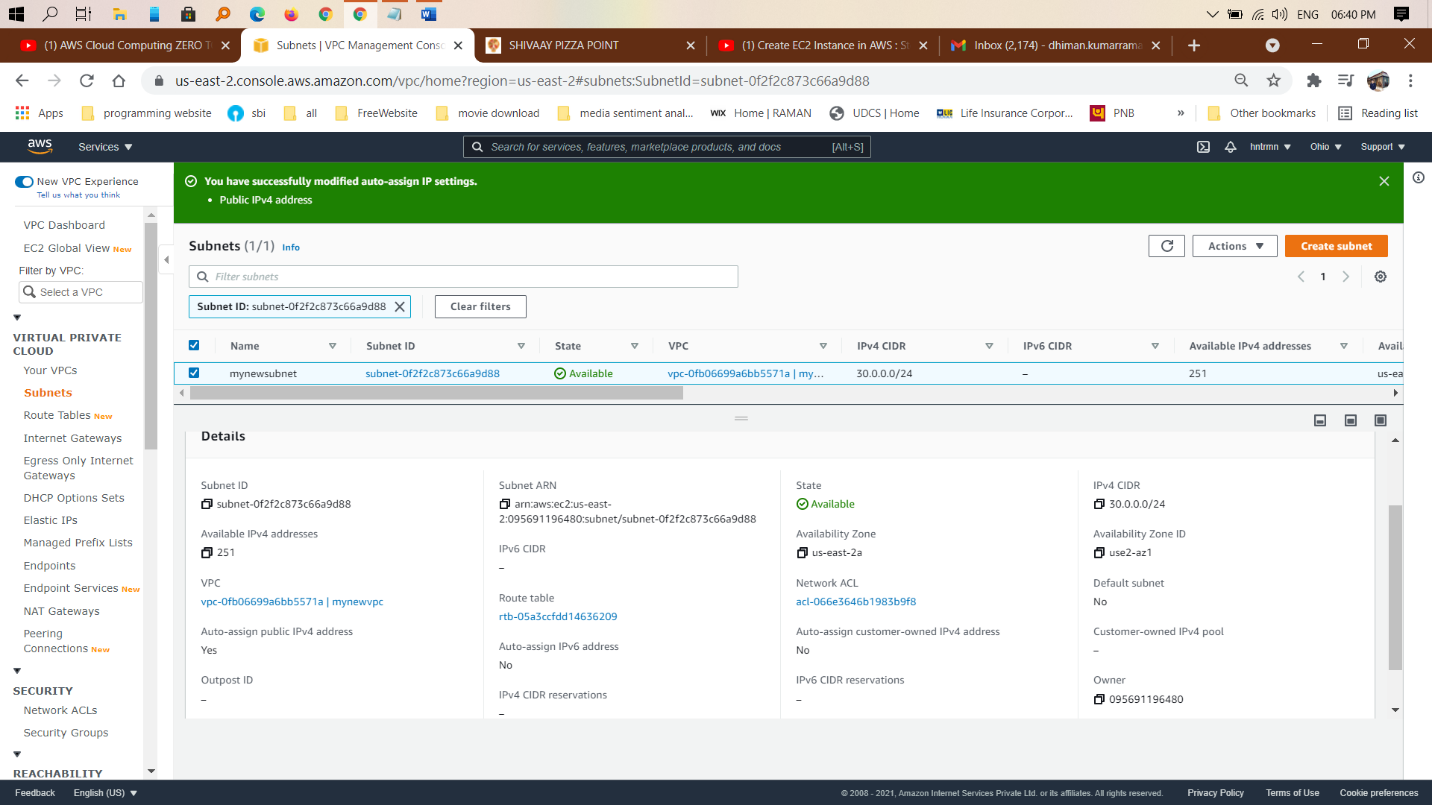 ENG 06:40 PM
(1) AWS Cloud Computing ZERO T
Subnets | VPC Management Conso
SHIVAAY PIZZA POINT :
(1) Create EC2 Instance in AWS : St
Inbox (2,174) - dhiman.kumarrama
us-east-2.console.aws.amazon.com/vpc/home?region=us-east-2#subnets:SubnetId=subnet-0f2f2c873c66a9d88
Apps programming website sbi all FreeWebsite movie download media sentiment anal... WIX Home | RAMAN UDCS | Home LIC Life Insurance Corpor... PNB » Other bookmarks Reading list
aws Services Search for services, features, marketplace products, and docs [Alt+S] hntrmn Ohio Support
New VPC Experience
Tell us what you think
VPC Dashboard
EC2 Global View New
Filter by VPC:
Select a VPC
VIRTUAL PRIVATE
CLOUD
Your VPCs
Subnets
Route Tables New
Internet Gateways
Egress Only Internet
Gateways
DHCP Options Sets
Elastic IPs
Managed Prefix Lists
Endpoints
Endpoint Services New
NAT Gateways
Peering
Connections New
SECURITY
Network ACLs
Security Groups
REACHABILITY
You have successfully modified auto-assign IP settings.
• Public IPv4 address
Subnets (1/1) Info
Actions
Create subnet
Filter subnets
1
Subnet ID: subnet-0f2f2c873c66a9d88
Clear filters
Name Subnet ID State VPC IPv4 CIDR IPv6 CIDR Available IPv4 addresses Avail
mynewsubnet subnet-0f2f2c873c66a9d88 Available vpc-0fb06699a6bb5571a | my... 30.0.0.0/24 – 251 us-ea
Details
Subnet ID
subnet-0f2f2c873c66a9d88
Available IPv4 addresses
251
VPC
vpc-0fb06699a6bb5571a | mynewvpc
Auto-assign public IPv4 address
Yes
Outpost ID
–
Subnet ARN
arn:aws:ec2:us-east-
2:095691196480:subnet/subnet-0f2f2c873c66a9d88
IPv6 CIDR
–
Route table
rtb-05a3ccfdd14636209
Auto-assign IPv6 address
No
IPv4 CIDR reservations
–
State
Available
Availability Zone
us-east-2a
Network ACL
acl-066e3646b1983b9f8
Auto-assign customer-owned IPv4 address
No
IPv6 CIDR reservations
–
IPv4 CIDR
30.0.0.0/24
Availability Zone ID
use2-az1
Default subnet
No
Customer-owned IPv4 pool
–
Owner
095691196480
Feedback English (US) © 2008 - 2021, Amazon Internet Services Private Ltd. or its affiliates. All rights reserved. Privacy Policy Terms of Use Cookie preferences